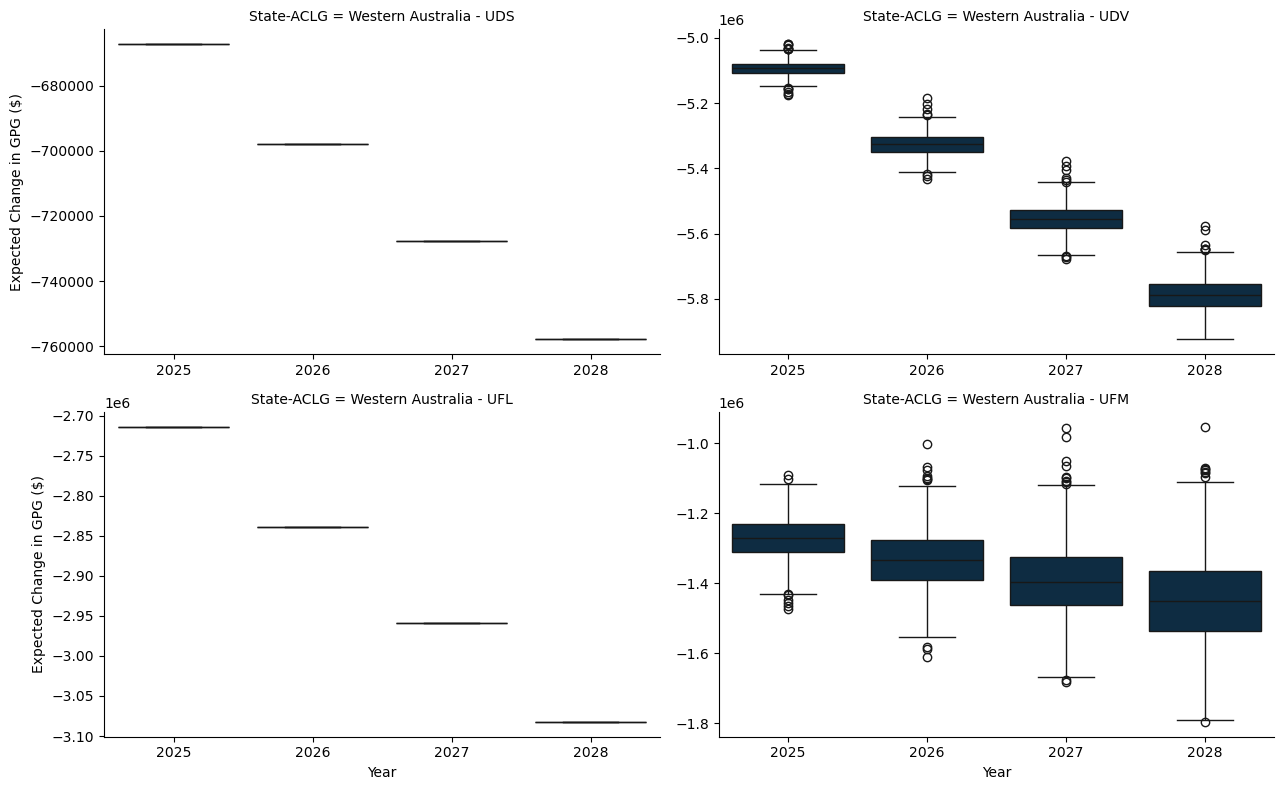 State-ACLG = Western Australia - UDS
Expected Change in GPG ($)
−680000
−700000
−720000
−740000
−760000
2025 2026 2027 2028
State-ACLG = Western Australia - UDV
1e6
−5.0
−5.2
−5.4
−5.6
−5.8
2025 2026 2027 2028
State-ACLG = Western Australia - UFL
1e6
Expected Change in GPG ($)
−2.70
−2.75
−2.80
−2.85
−2.90
−2.95
−3.00
−3.05
−3.10
2025 2026 2027 2028
Year
State-ACLG = Western Australia - UFM
1e6
−1.0
−1.2
−1.4
−1.6
−1.8
2025 2026 2027 2028
Year